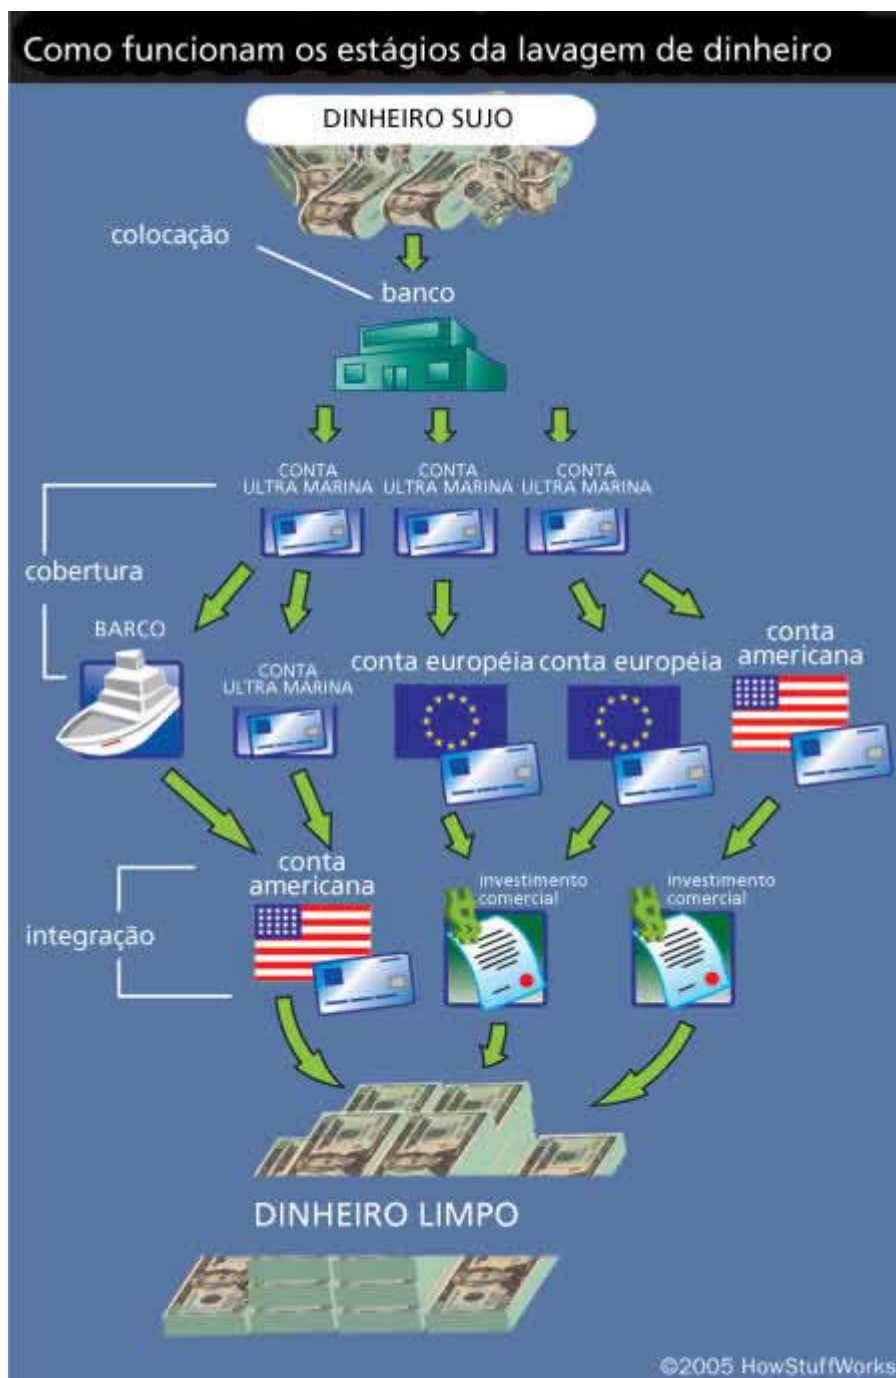 Como funcionam os estágios da lavagem de dinheiro
DINHEIRO SUJO
colocação
banco
CONTA
ULTRA MARINA
CONTA
ULTRA MARINA
CONTA
ULTRA MARINA
cobertura
BARCO
CONTA
ULTRA MARINA
conta européia
conta européia
conta
americana
integração
conta
americana
investimento
comercial
investimento
comercial
DINHEIRO LIMPO
©2005 HowStuffWorks